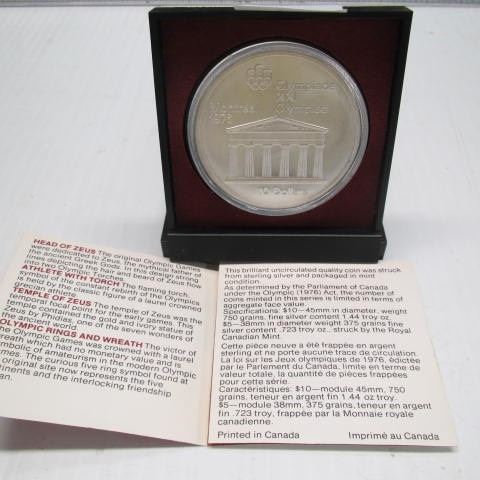 Olympiade
XXI
Olympics
Montréal
1976
10 Dollars
HEAD OF ZEUS The original Olympic Games
were dedicated to Zeus, the mythical father of
the ancient Greek Gods. In this design strong
lines depicting the hair and beard of Zeus flow
into two Olympic Torches.
ATHLETE WITH TORCH The flaming torch,
symbol of the constant return of the Olympics
is held by the classic figure of a laurel crowned
grecian athlete.
TEMPLE OF ZEUS The temple of Zeus was the
temporal focal point for the early Games. This
temple contained the gold and ivory statue of
Zeus by Phidias, one of the seven wonders of
the ancient world.
OLYMPIC RINGS AND WREATH The victor of
the Olympic Games was crowned with a laurel
wreath which had no monetary value and is
symbolic of amateurism in the modern Olympic
Games. The curious five ring symbol found at
original site now represents the five
continents and the interlocking friendship
This brilliant uncirculated quality coin was struck
from sterling silver and packaged in mint
condition.
As determined by the Parliament of Canada
under the Olympic (1976) Act, the number of
coins minted in this series is limited in terms of
aggregate face value.
Specifications: $10—45mm in diameter, weight
750 grains, fine silver content 1.44 troy oz.
$5—38mm in diameter weight 375 grains fine
silver content .723 troy oz., struck by the Royal
Canadian Mint.
Cette pièce neuve a été frappée en argent
sterling et ne porte aucune trace de circulation.
La loi sur les Jeux olympiques de 1976, édictée
par le Parlement du Canada, limite en terme de
valeur totale, la quantité de pièces frappées
pour cette série.
Caractéristiques: $10—module 45mm, 750
grains, teneur en argent fin 1.44 oz troy.
$5—module 38mm, 375 grains, teneur en argent
fin .723 troy, frappée par la Monnaie royale
canadienne.
Printed in Canada Imprimé au Canada